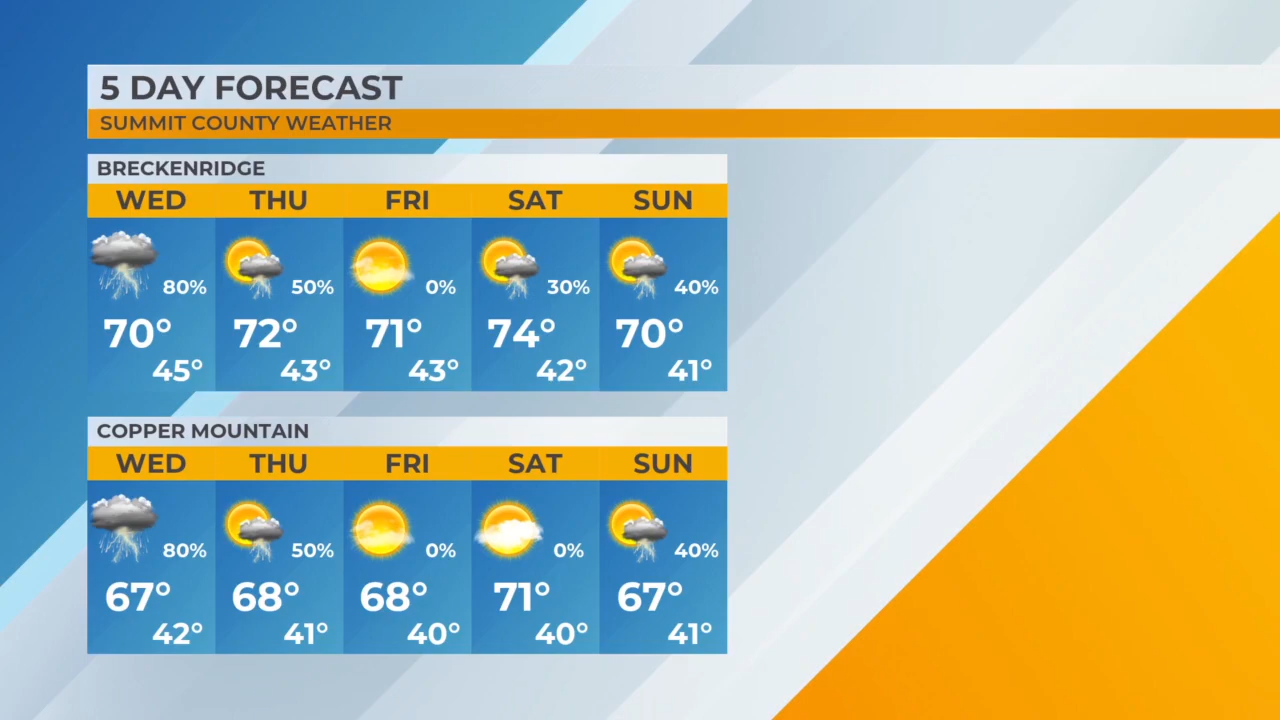 5 DAY FORECAST
SUMMIT COUNTY WEATHER
BRECKENRIDGE
WED THU FRI SAT SUN
80% 50% 0% 30% 40%
70° 72° 71° 74° 70°
45° 43° 43° 42° 41°
COPPER MOUNTAIN
WED THU FRI SAT SUN
80% 50% 0% 0% 40%
67° 68° 68° 71° 67°
42° 41° 40° 40° 41°